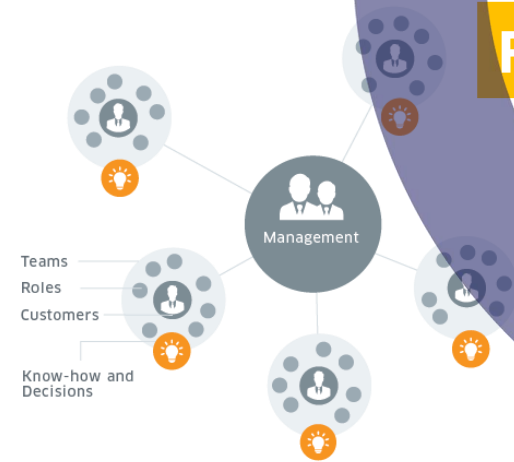 Management
Teams
Roles
Customers
Know-how and
Decisions